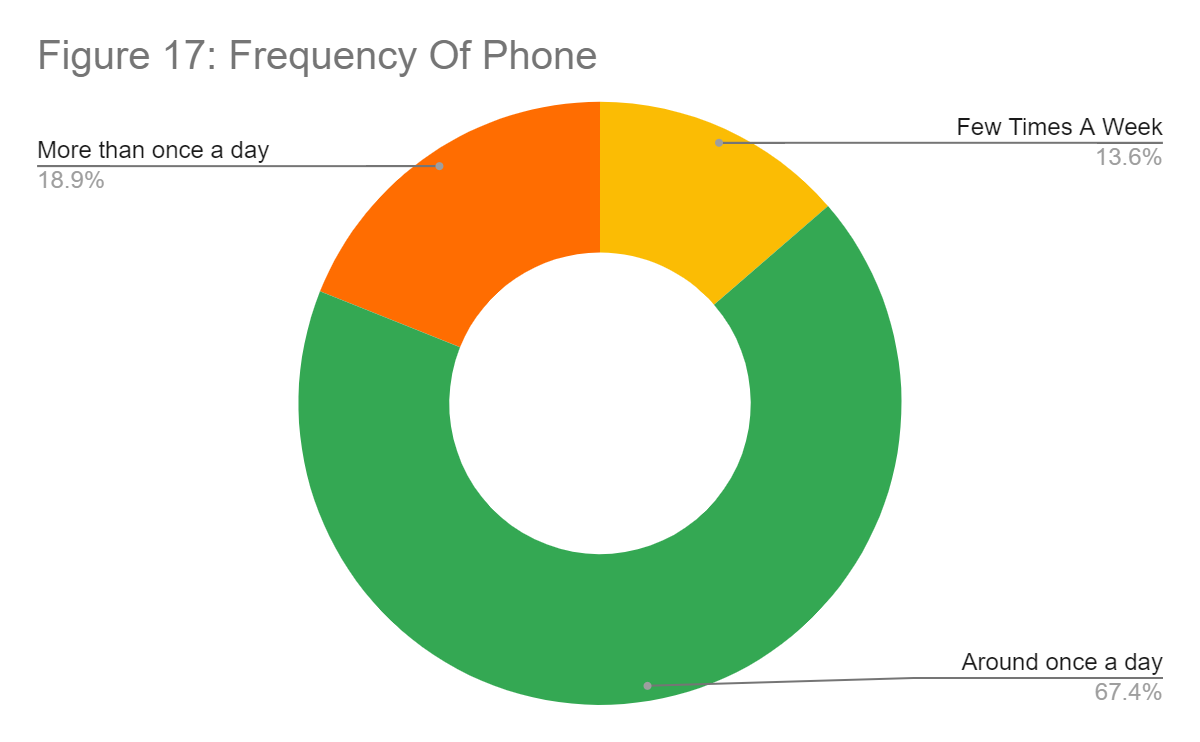 Figure 17: Frequency Of Phone
Few Times A Week
13.6%
More than once a day
18.9%
Around once a day
67.4%